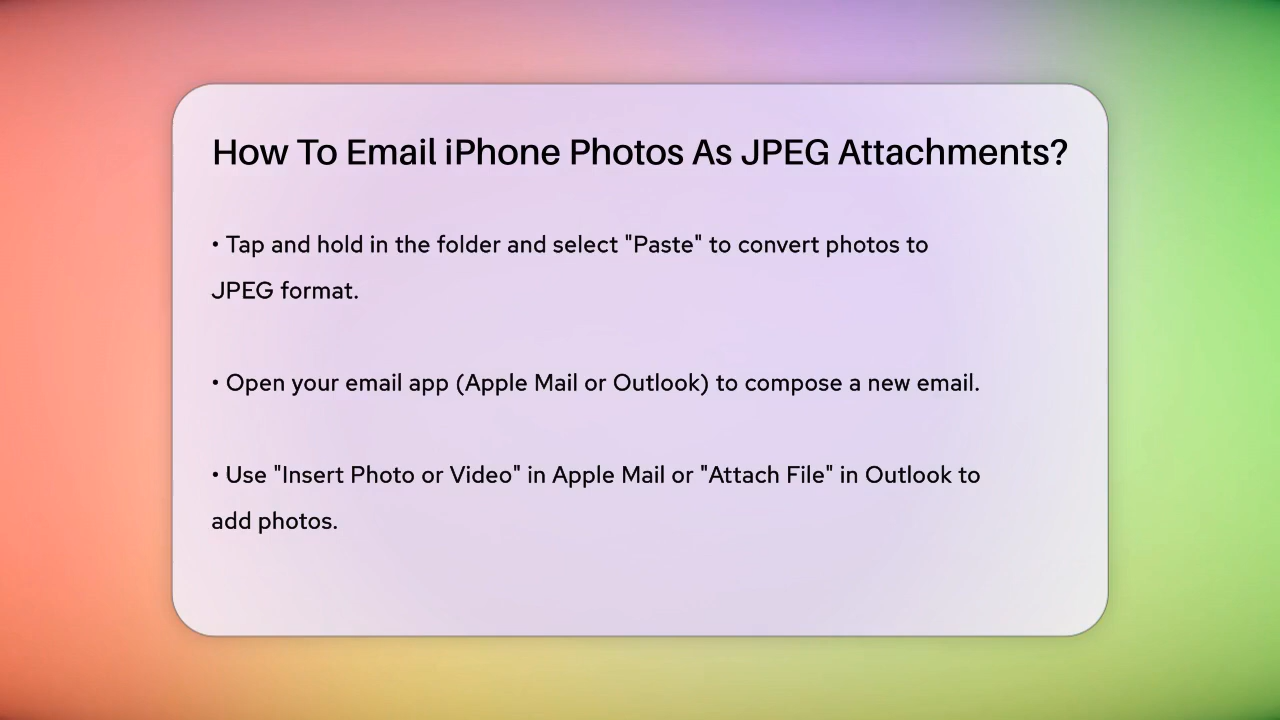 How To Email iPhone Photos As JPEG Attachments?
• Tap and hold in the folder and select "Paste" to convert photos to
JPEG format.
• Open your email app (Apple Mail or Outlook) to compose a new email.
• Use "Insert Photo or Video" in Apple Mail or "Attach File" in Outlook to
add photos.